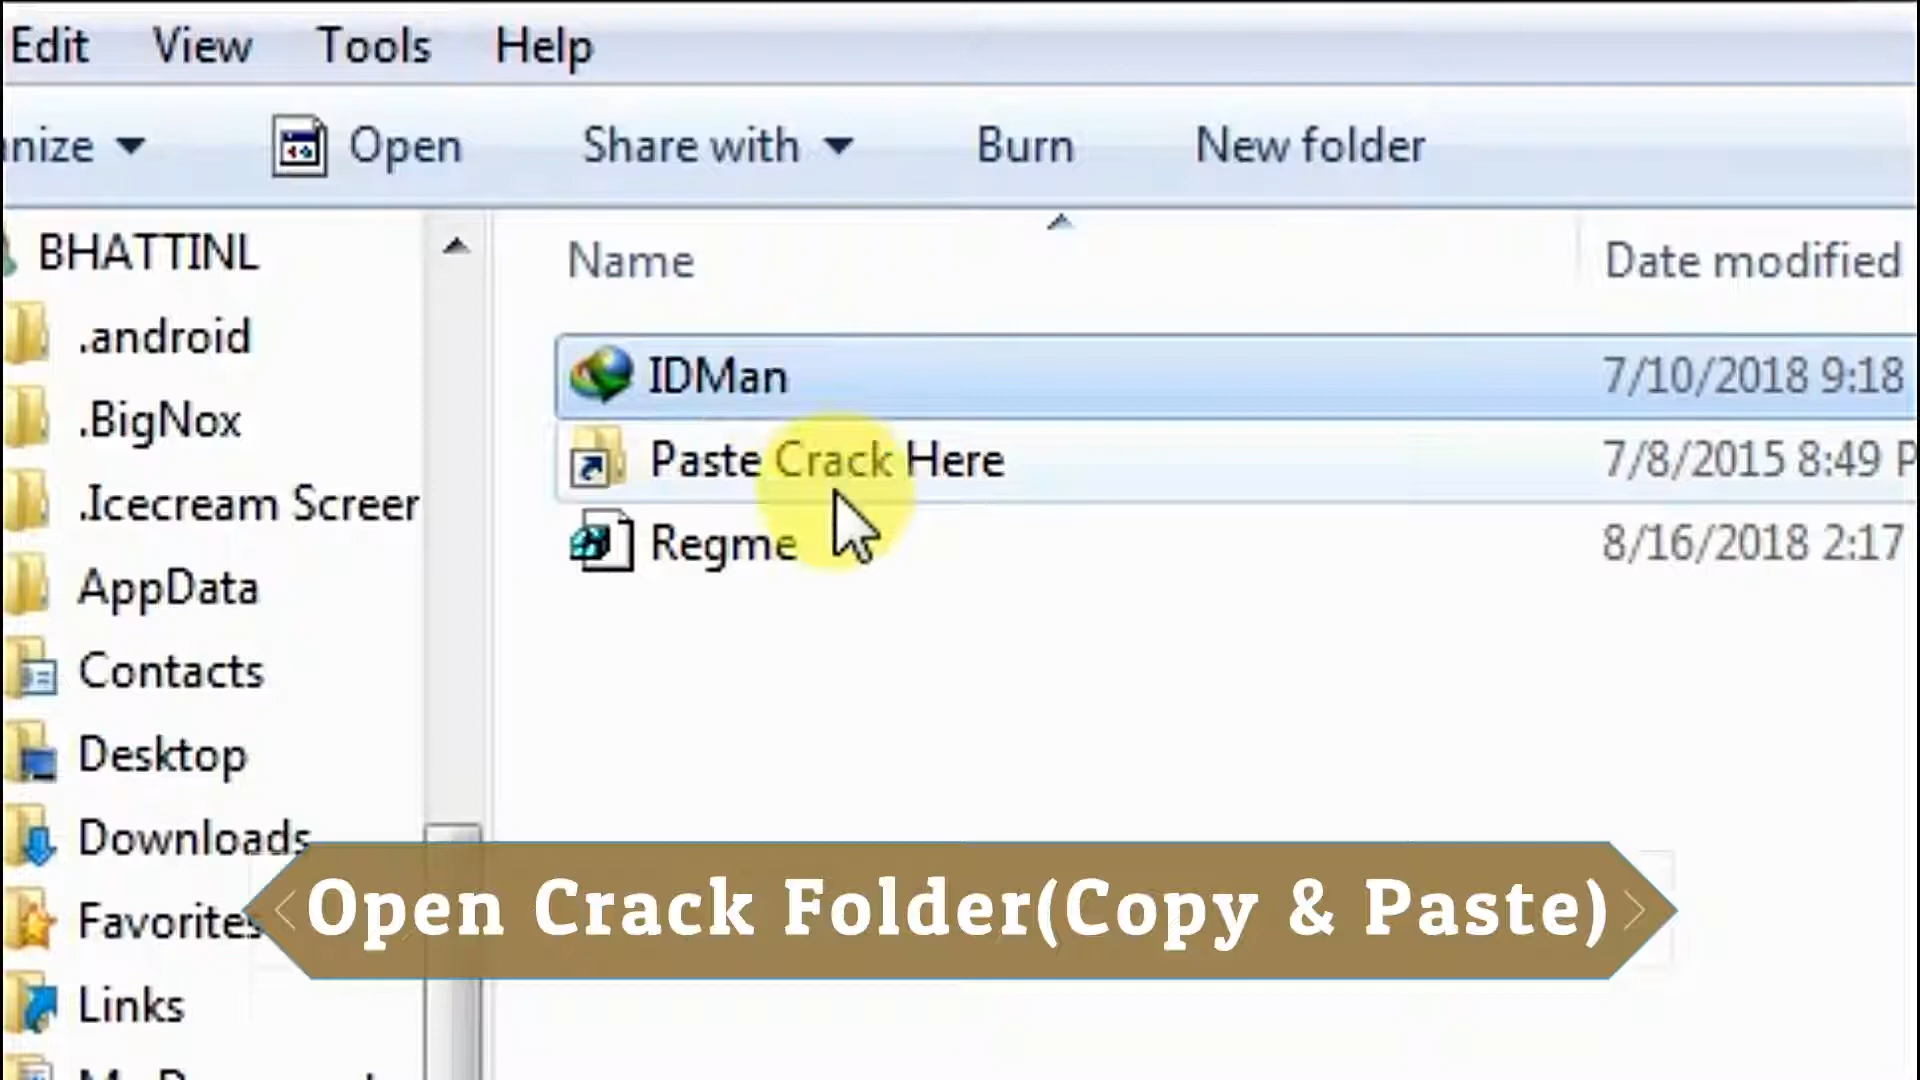 Edit View Tools Help
nize Open Share with Burn New folder
BHATTINL
Name Date modified
.android
IDMan 7/10/2018 9:18
.BigNox
Paste Crack Here 7/8/2015 8:49 P
.Icecream Screer
Regme 8/16/2018 2:17
AppData
Contacts
Desktop
Downloads
Favorites
Open Crack Folder(Copy & Paste)
Links